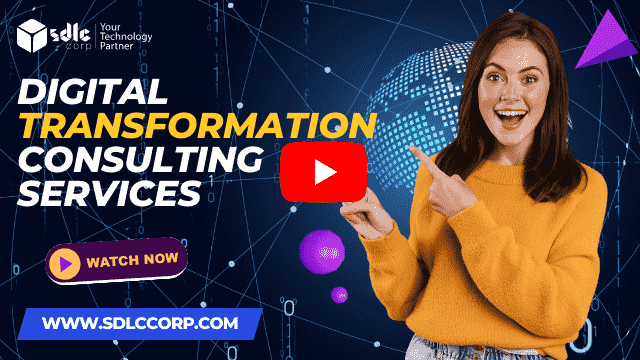 sdlc
corp
Your
Technology
Partner
DIGITAL
TRANSFORMATION
CONSULTING
SERVICES
WATCH NOW
WWW.SDLCCORP.COM